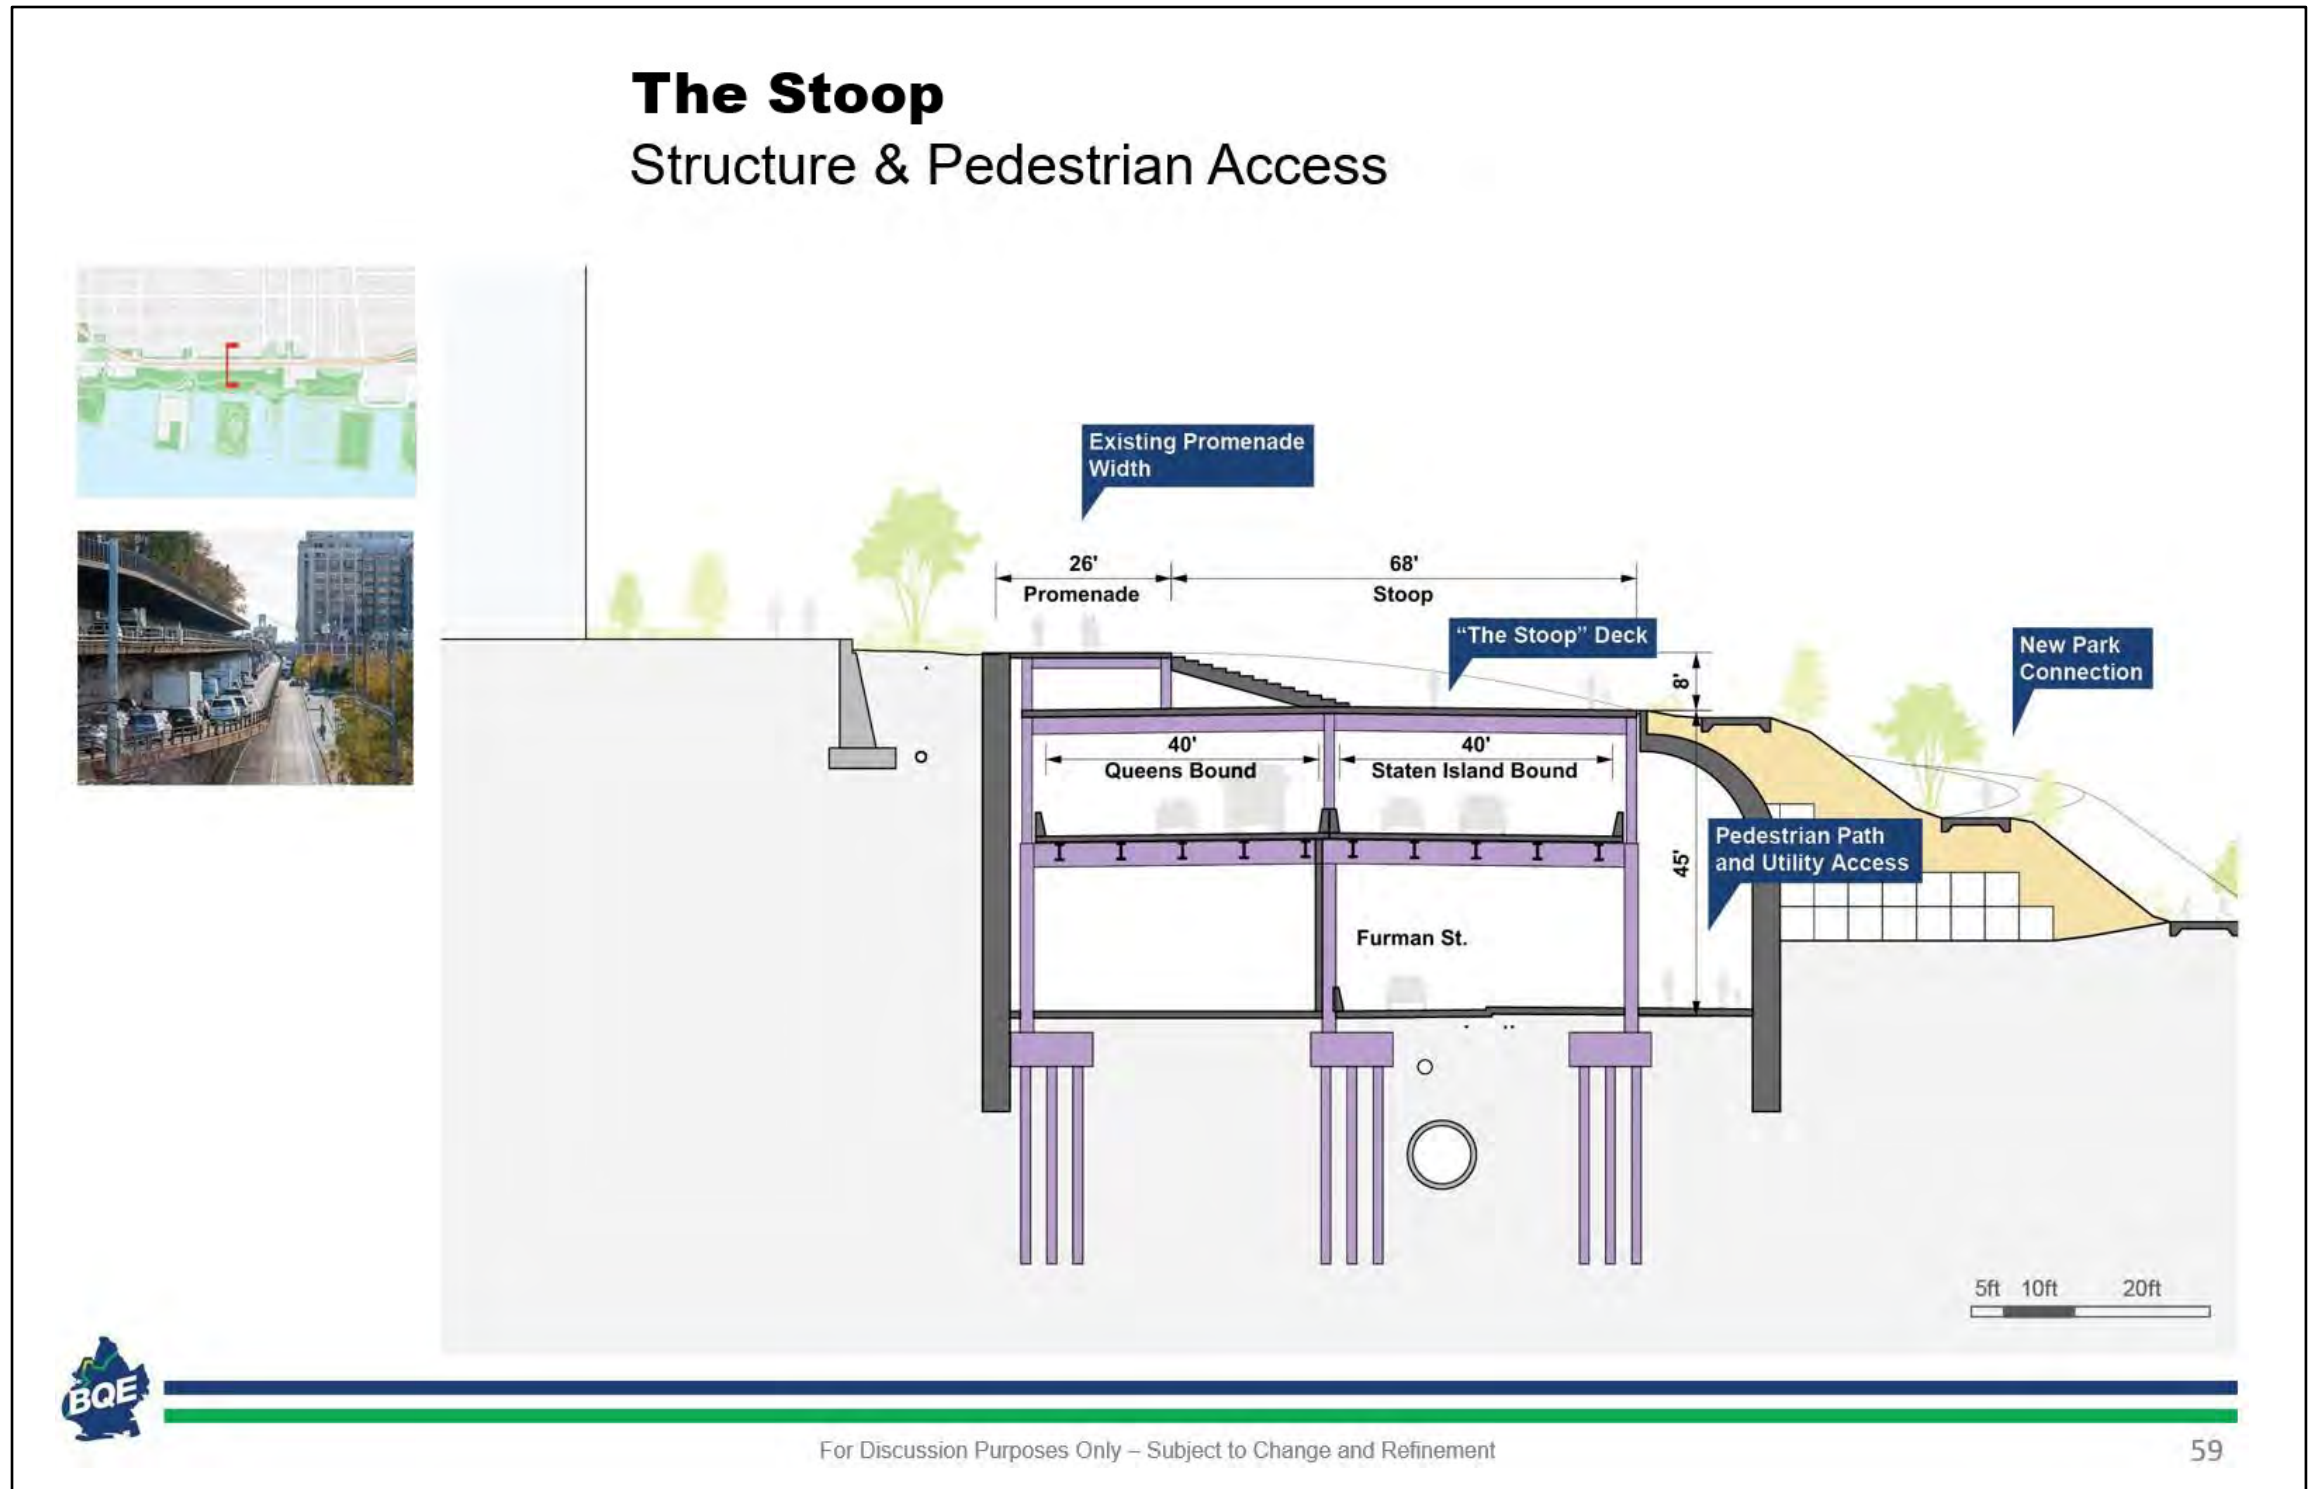 The Stoop
Structure & Pedestrian Access
Existing Promenade
Width
26'
68'
Promenade
Stoop
"The Stoop" Deck
8'
New Park
Connection
40'
40'
Queens Bound
Staten Island Bound
Pedestrian Path
and Utility Access
45'
Furman St.
5ft 10ft 20ft
BQE
For Discussion Purposes Only – Subject to Change and Refinement
59